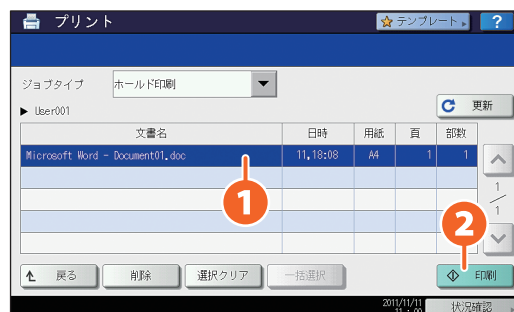 プリント テンプレート ?
ジョブタイプ ホールド印刷
User001 更新
文書名 日時 用紙 頁 部数
Microsoft Word - Document01.doc 11,18:08 A4 1 1
1
1
1
2
戻る 削除 選択クリア 一括選択 印刷
2011/11/11
11 : 00 状況確認